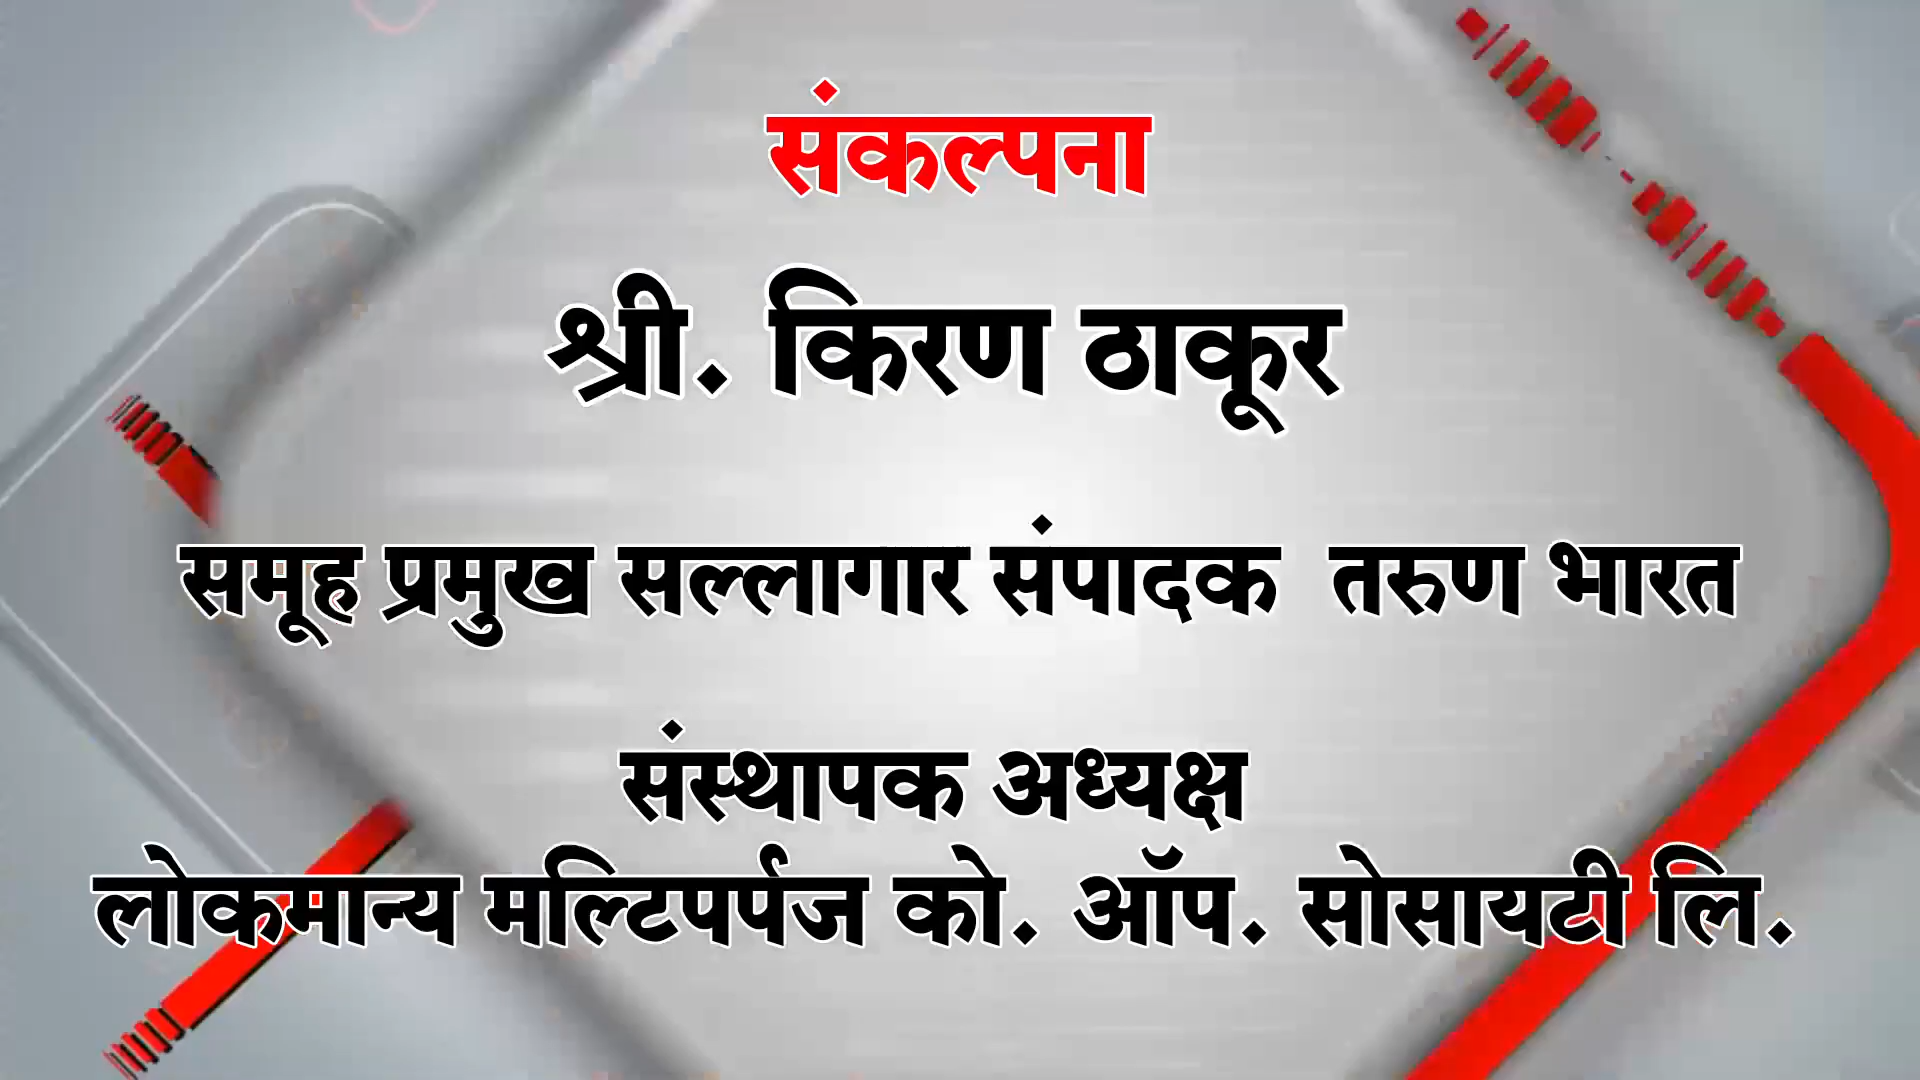 संकल्पना
श्री. किरण ठाकूर
समूह प्रमुख सल्लागार संपादक तरुण भारत
संस्थापक अध्यक्ष
लोकमान्य मल्टिपर्पज को. ऑप. सोसायटी लि.